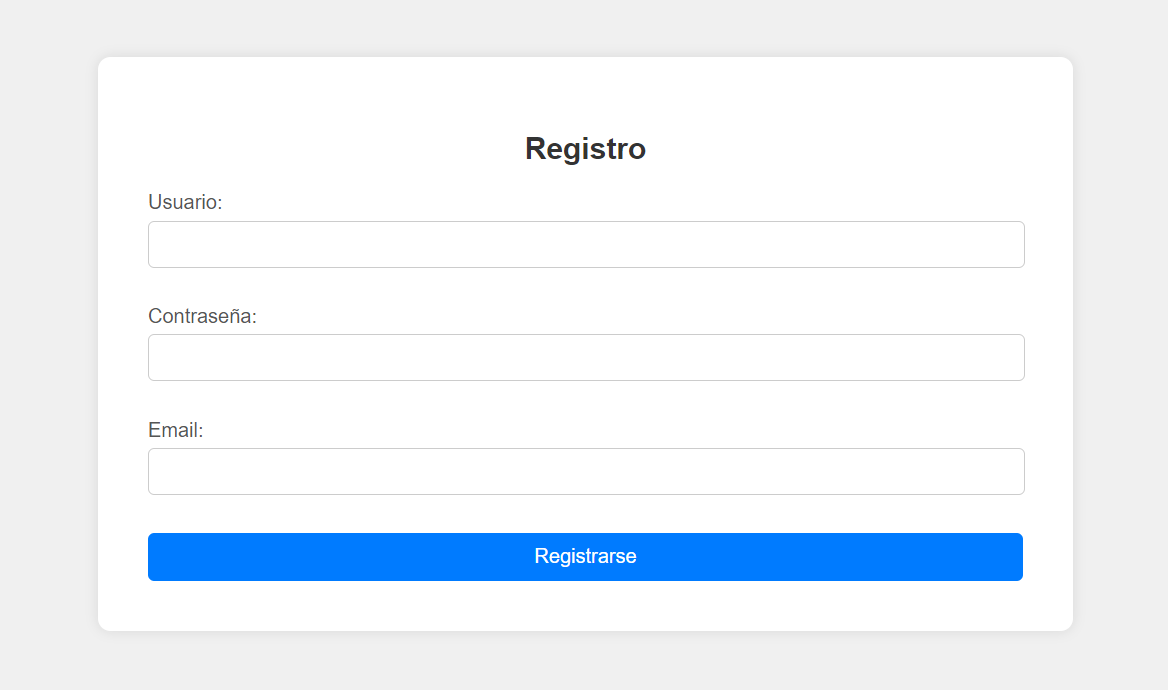 Registro
Usuario:
Contraseña:
Email:
Registrarse